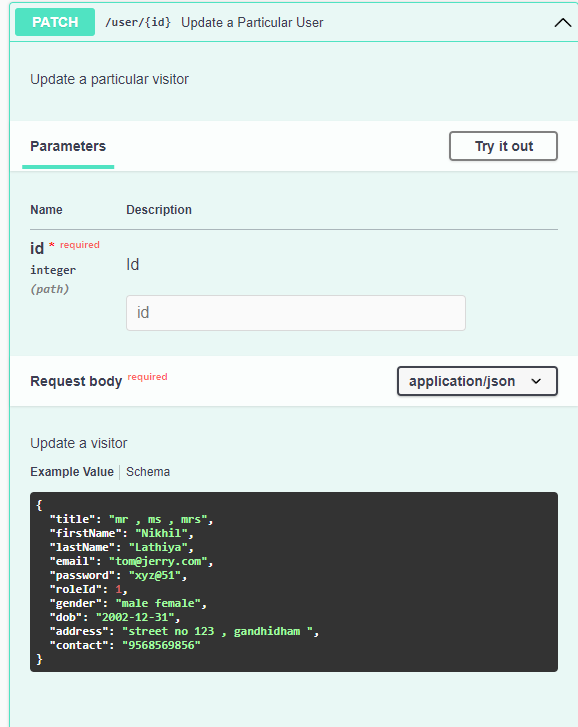 PATCH /user/{id} Update a Particular User
Update a particular visitor
Parameters Try it out
Name Description
id * required
integer
(path)
Id
id
Request body required application/json
Update a visitor
Example Value Schema
{
  "title": "mr , ms , mrs",
  "firstName": "Nikhil",
  "lastName": "Lathiya",
  "email": "tom@jerry.com",
  "password": "xyz@51",
  "roleId": 1,
  "gender": "male female",
  "dob": "2002-12-31",
  "address": "street no 123 , gandhidham ",
  "contact": "9568569856"
}